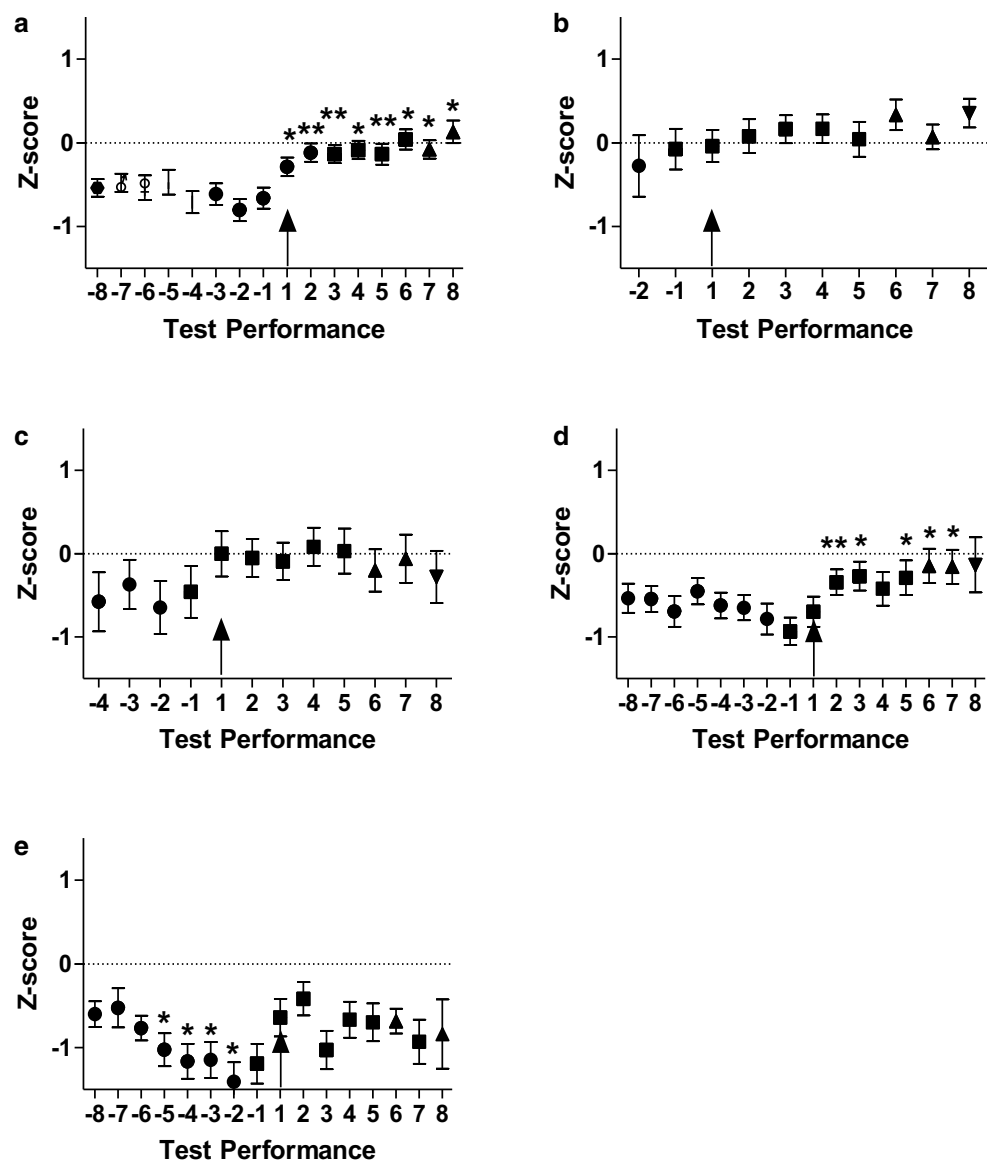 a
Z-score
1
0
-1
* ** ** * ** * * *
-8 -7 -6 -5 -4 -3 -2 -1 1 2 3 4 5 6 7 8
Test Performance
b
Z-score
1
0
-1
-2 -1 1 2 3 4 5 6 7 8
Test Performance
c
Z-score
1
0
-1
-4 -3 -2 -1 1 2 3 4 5 6 7 8
Test Performance
d
Z-score
1
0
-1
** * * * *
-8 -7 -6 -5 -4 -3 -2 -1 1 2 3 4 5 6 7 8
Test Performance
e
Z-score
1
0
-1
* * * *
-8 -7 -6 -5 -4 -3 -2 -1 1 2 3 4 5 6 7 8
Test Performance